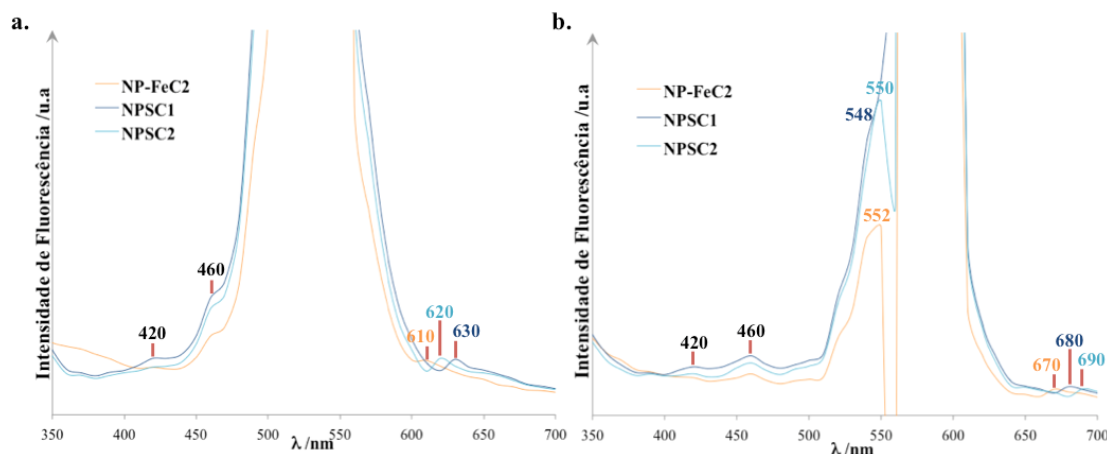 a.
Intensidade de Fluorescência /u.a
NP-FeC2
NPSC1
NPSC2
460
420
610
620
630
350
400
450
500
550
600
650
700
λ /nm
b.
Intensidade de Fluorescência /u.a
NP-FeC2
NPSC1
NPSC2
550
548
552
420
460
670
680
690
350
400
450
500
550
600
650
700
λ /nm